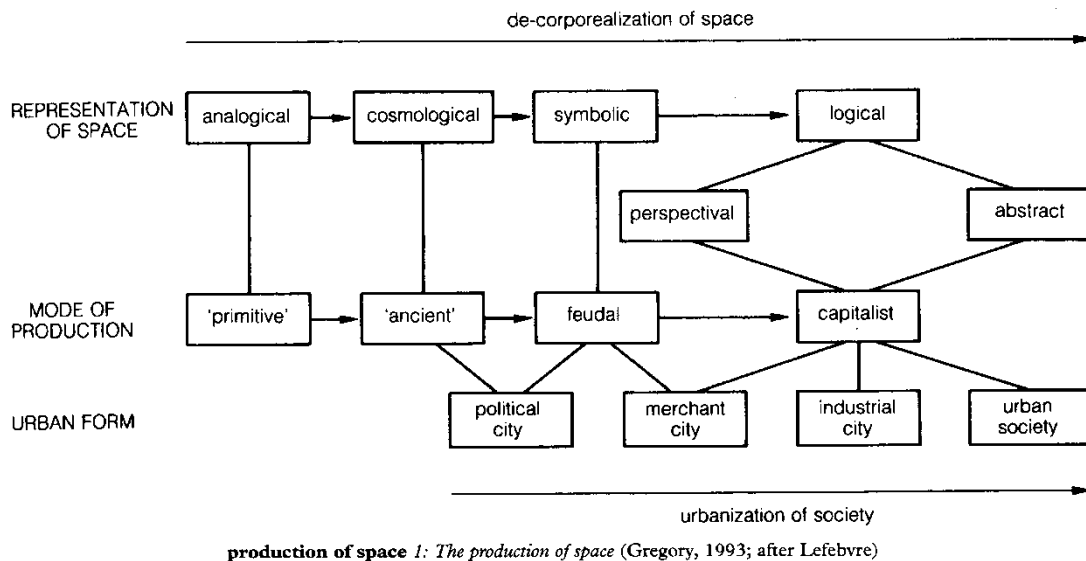 de-corporealization of space
REPRESENTATION
OF SPACE
analogical
cosmological
symbolic
logical
perspectival
abstract
MODE OF
PRODUCTION
'primitive'
'ancient'
feudal
capitalist
URBAN FORM
political
city
merchant
city
industrial
city
urban
society
urbanization of society
production of space 1: The production of space (Gregory, 1993; after Lefebvre)